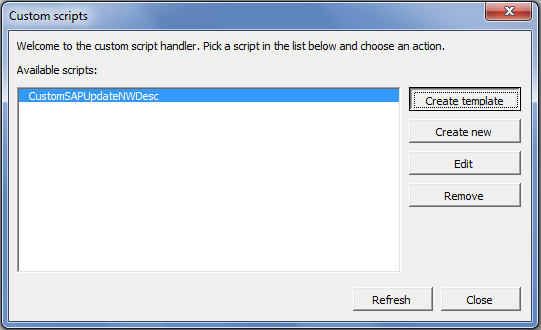 Custom scripts
Welcome to the custom script handler. Pick a script in the list below and choose an action.
Available scripts:
CustomSAPUpdateNWDesc
Create template
Create new
Edit
Remove
Refresh
Close